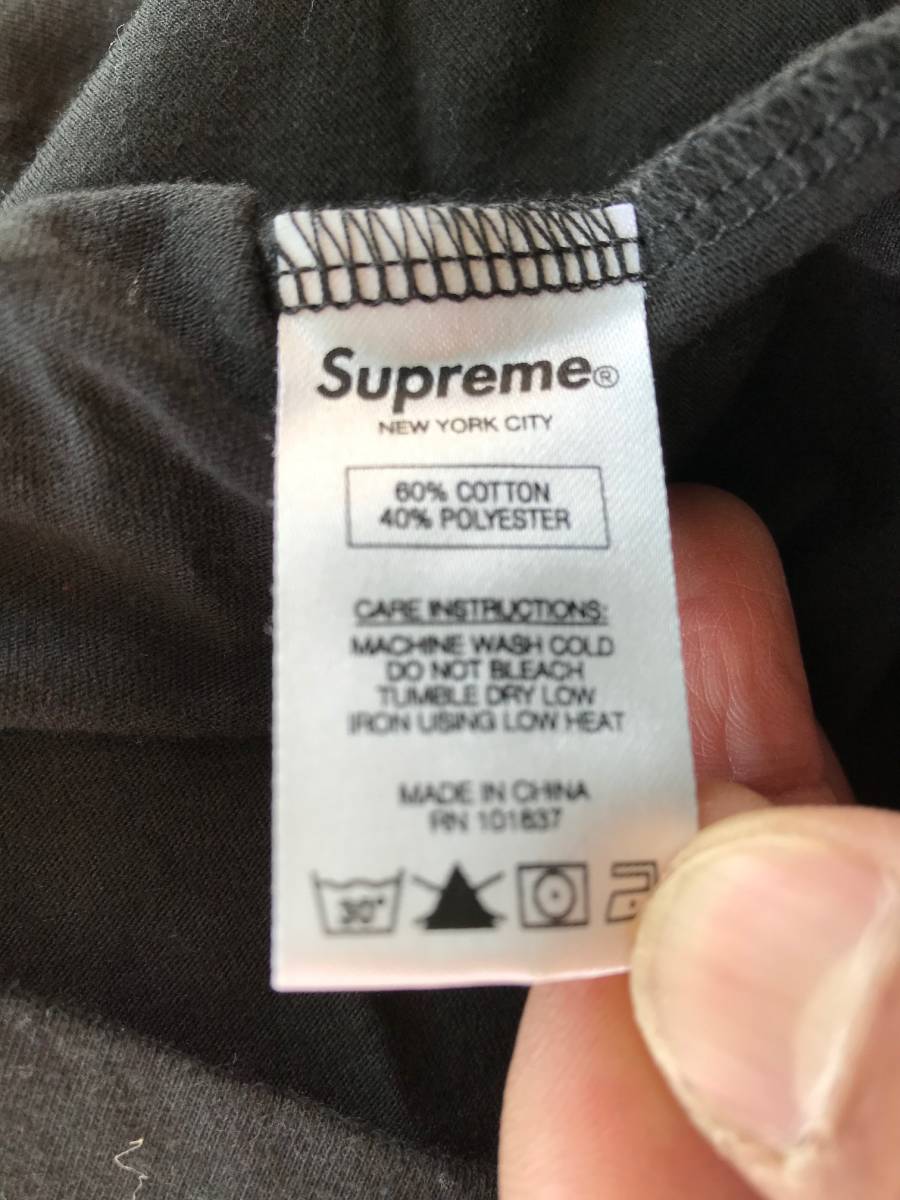 Supreme®
NEW YORK CITY
60% COTTON
40% POLYESTER
CARE INSTRUCTIONS:
MACHINE WASH COLD
DO NOT BLEACH
TUMBLE DRY LOW
IRON USING LOW HEAT
MADE IN CHINA
RN 101837
30°